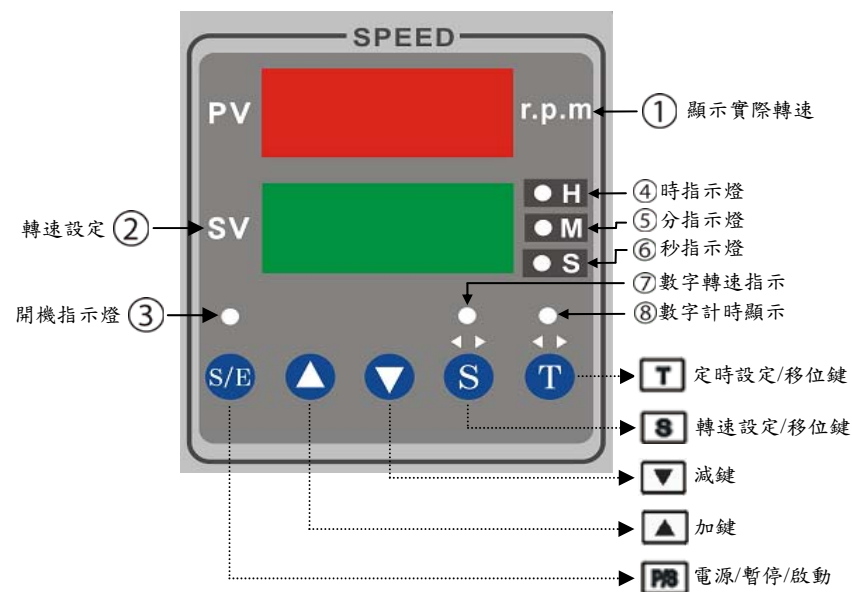 SPEED
PV
r.p.m
① 顯示實際轉速
H
④時指示燈
轉速設定 ②
SV
M
⑤分指示燈
S
⑥秒指示燈
⑦數字轉速指示
開機指示燈 ③
⑧數字計時顯示
S/E
S
T
T 定時設定/移位鍵
S 轉速設定/移位鍵
▼ 減鍵
▲ 加鍵
P/S 電源/暫停/啟動